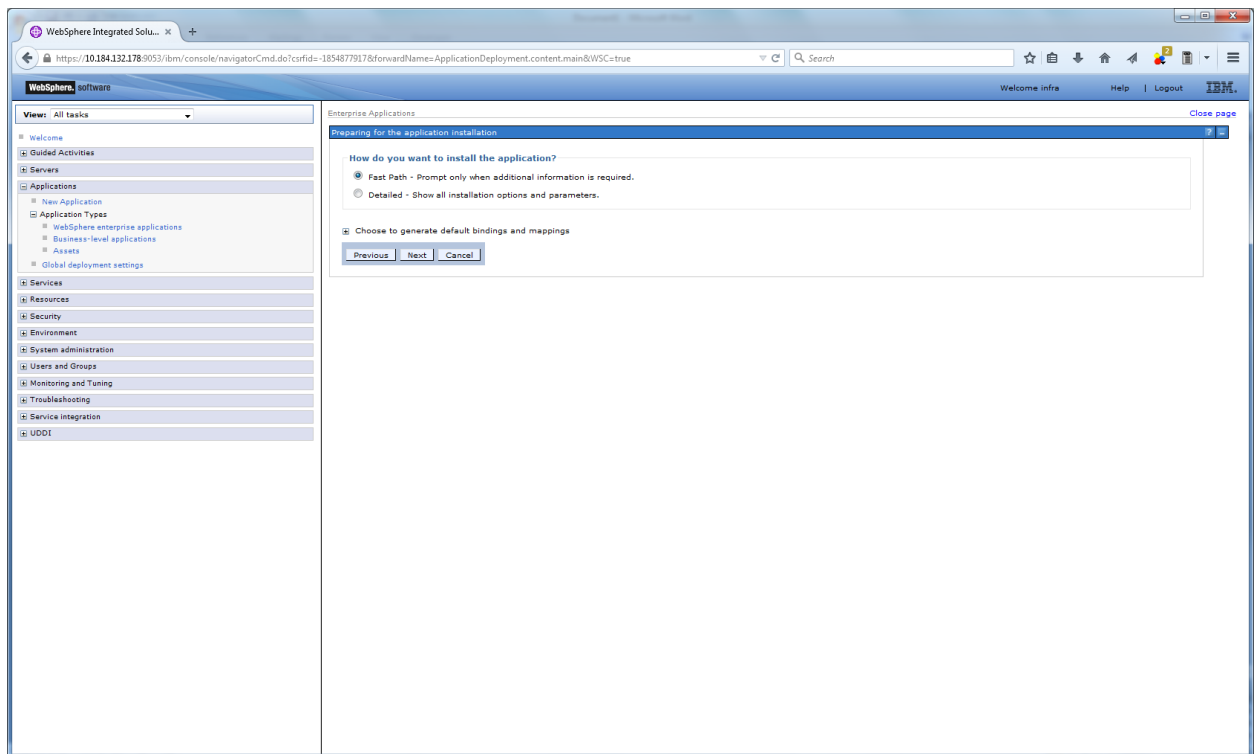 WebSphere Integrated Solu...
https://10.184.132.178:9053/ibm/console/navigatorCmd.do?csrfid=-1854877917&forwardName=ApplicationDeployment.content.main&WSC=true
Search
2
WebSphere. software
Welcome infra
Help | Logout
IBM.
View: All tasks
Welcome
Guided Activities
Servers
Applications
New Application
Application Types
WebSphere enterprise applications
Business-level applications
Assets
Global deployment settings
Services
Resources
Security
Environment
System administration
Users and Groups
Monitoring and Tuning
Troubleshooting
Service integration
UDDI
Enterprise Applications
Close page
Preparing for the application installation
How do you want to install the application?
Fast Path - Prompt only when additional information is required.
Detailed - Show all installation options and parameters.
Choose to generate default bindings and mappings
Previous Next Cancel